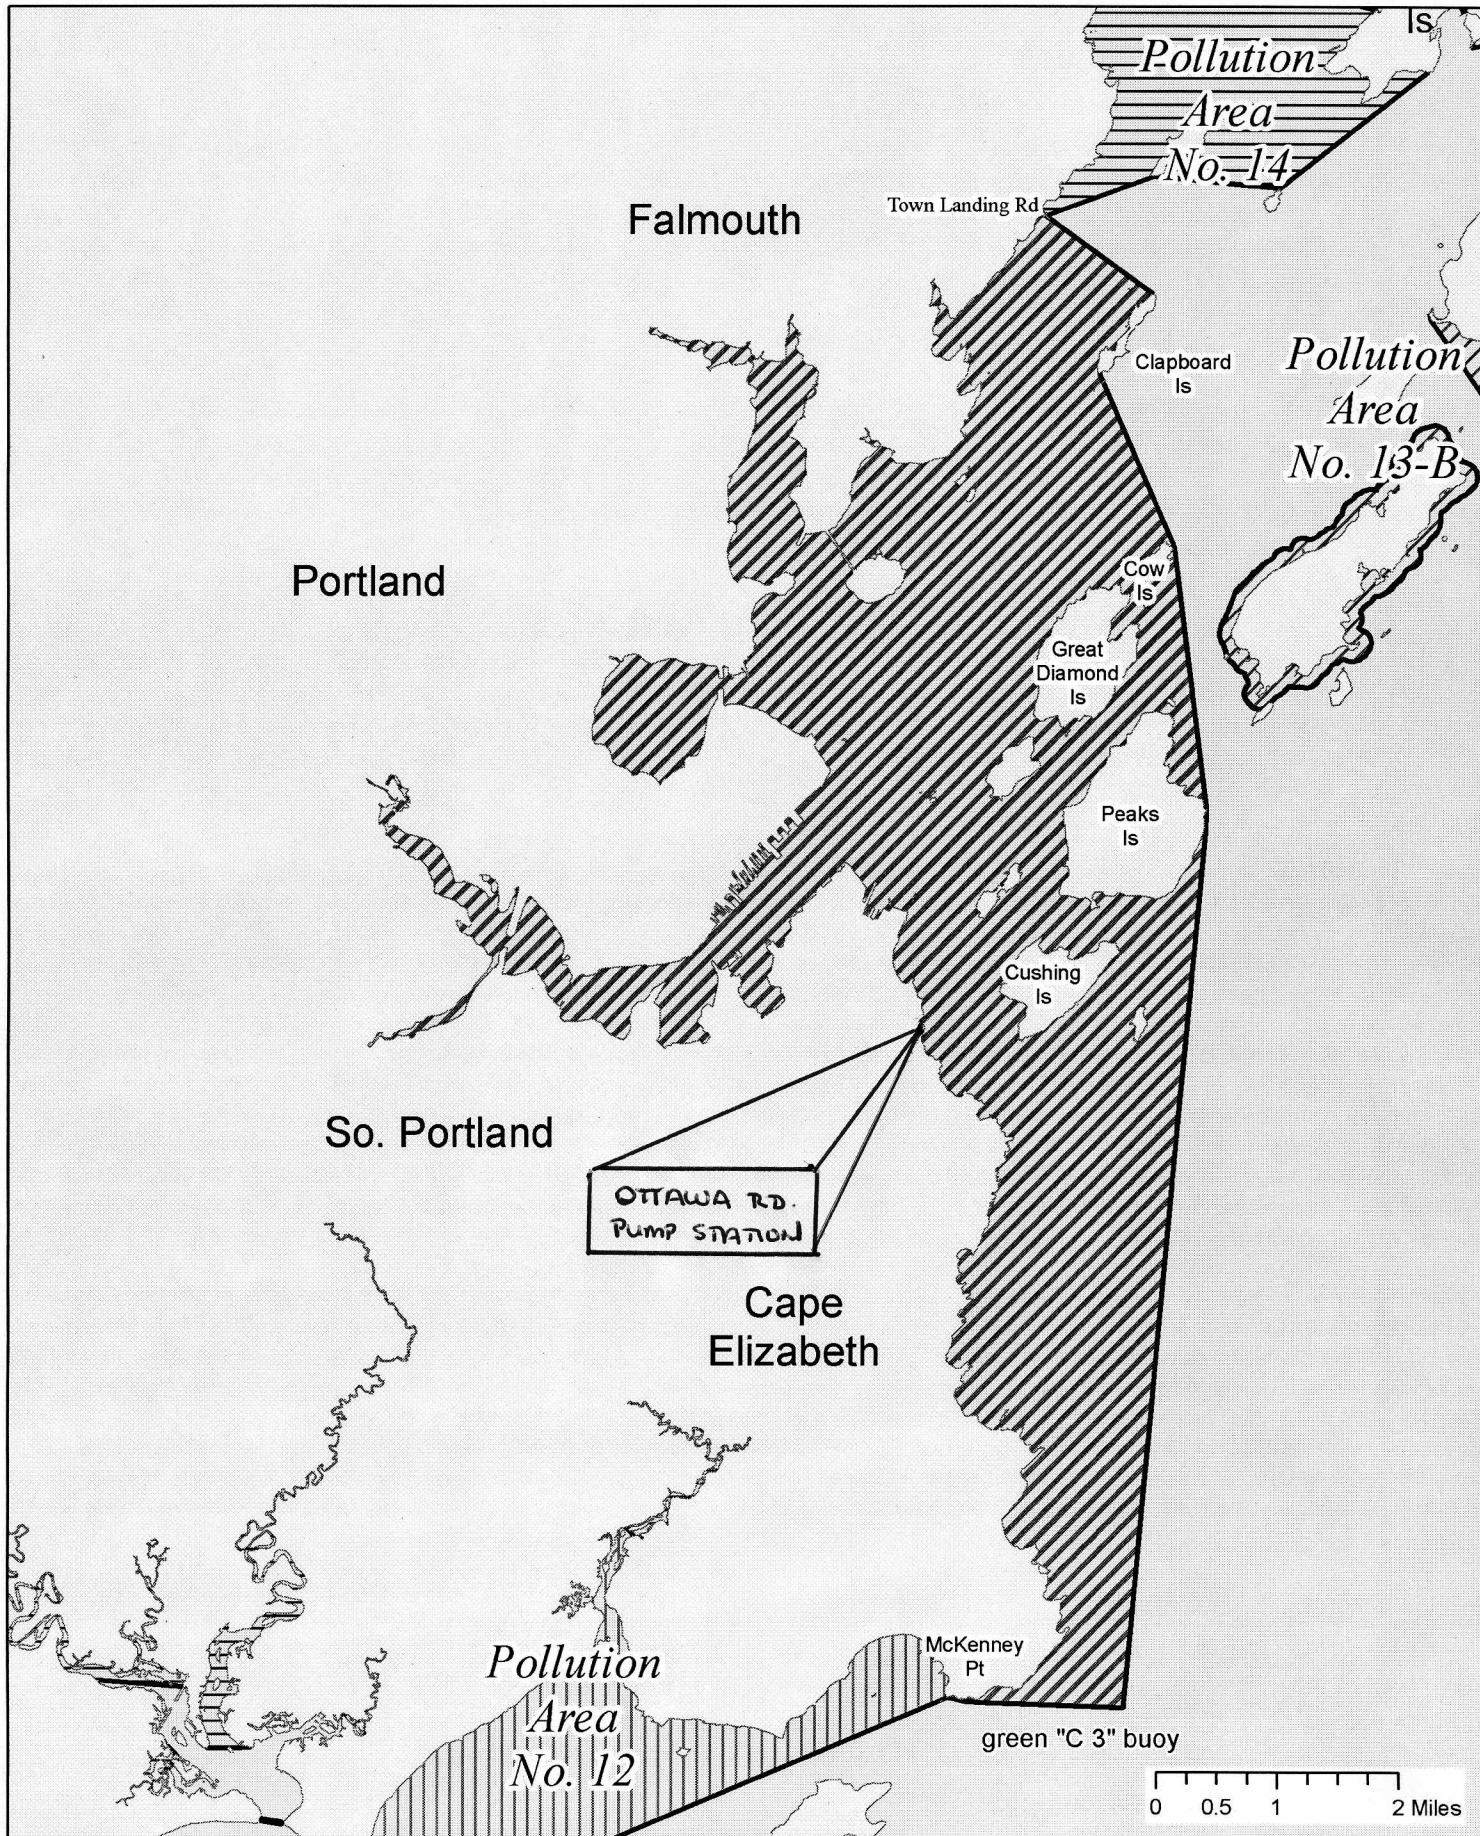 Is
Pollution
Area
No. 14
Town Landing Rd
Falmouth
Clapboard
Is
Pollution
Area
No. 13-B
Portland
Cow
Is
Great
Diamond
Is
Peaks
Is
Cushing
Is
So. Portland
OTTAWA RD.
PUMP STATION
Cape
Elizabeth
McKenney
Pt
Pollution
Area
No. 12
green "C 3" buoy
0 0.5 1 2 Miles